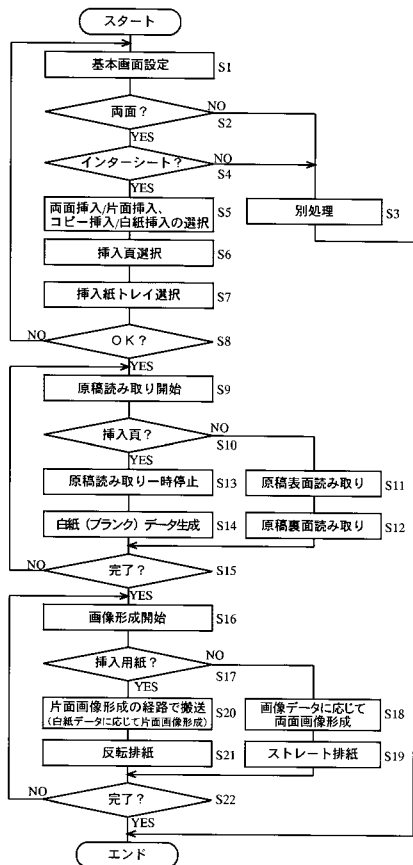 スタート
基本画面設定 S1
両面? NO
S2
YES
インターシート? NO
S4
YES
両面挿入/片面挿入、
コピー挿入/白紙挿入の選択 S5
別処理 S3
挿入頁選択 S6
挿入紙トレイ選択 S7
NO OK? S8
YES
原稿読み取り開始 S9
挿入頁? NO
S10
YES
原稿読み取り一時停止 S13
原稿表面読み取り S11
白紙(ブランク)データ生成 S14
原稿裏面読み取り S12
NO 完了? S15
YES
画像形成開始 S16
挿入用紙? NO
S17
YES
片面画像形成の経路で搬送
(白紙データに応じて片面画像形成) S20
画像データに応じて
両面画像形成 S18
反転排紙 S21
ストレート排紙 S19
NO 完了? S22
YES
エンド